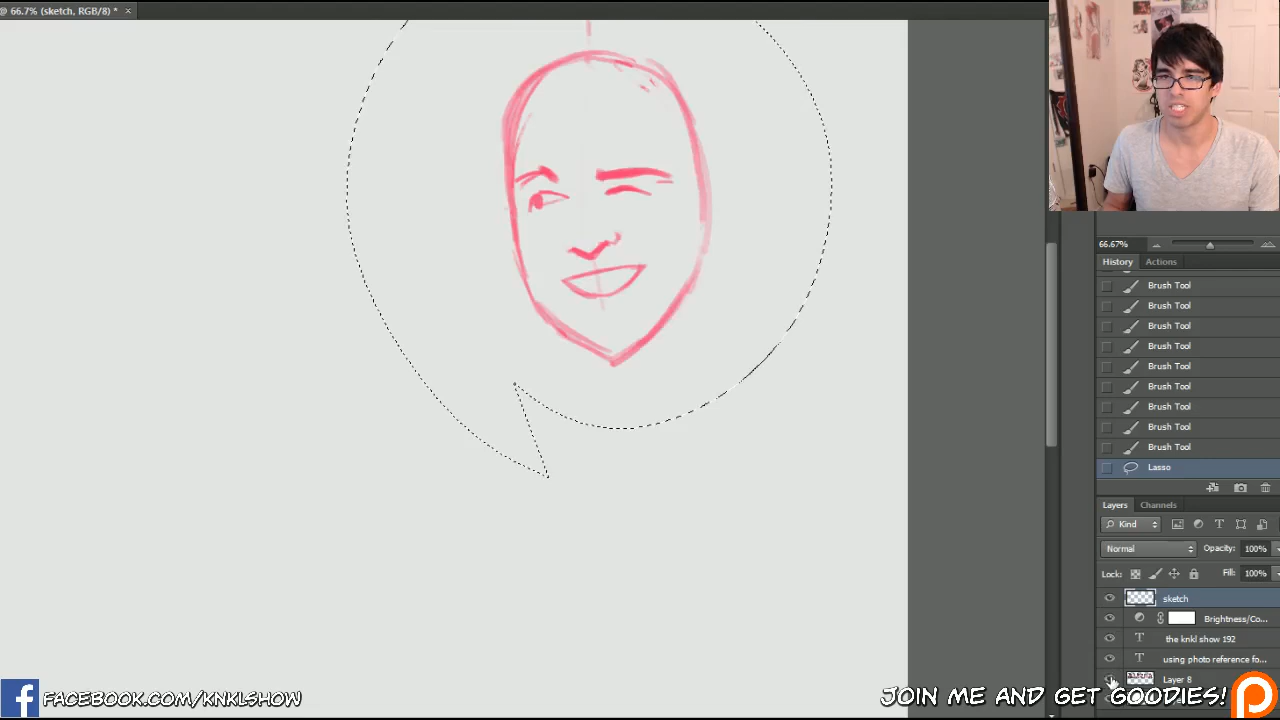 @ 66.7% (sketch, RGB/8) * ×
66.67%
History Actions
Brush Tool
Brush Tool
Brush Tool
Brush Tool
Brush Tool
Brush Tool
Brush Tool
Brush Tool
Brush Tool
Lasso
Layers Channels
Kind
Normal Opacity: 100%
Lock: Fill: 100%
sketch
Brightness/Co...
the knkl show 192
using photo reference fo...
Layer 8
FACEBOOK.COM/KNKLSHOW
JOIN ME AND GET GOODIES!